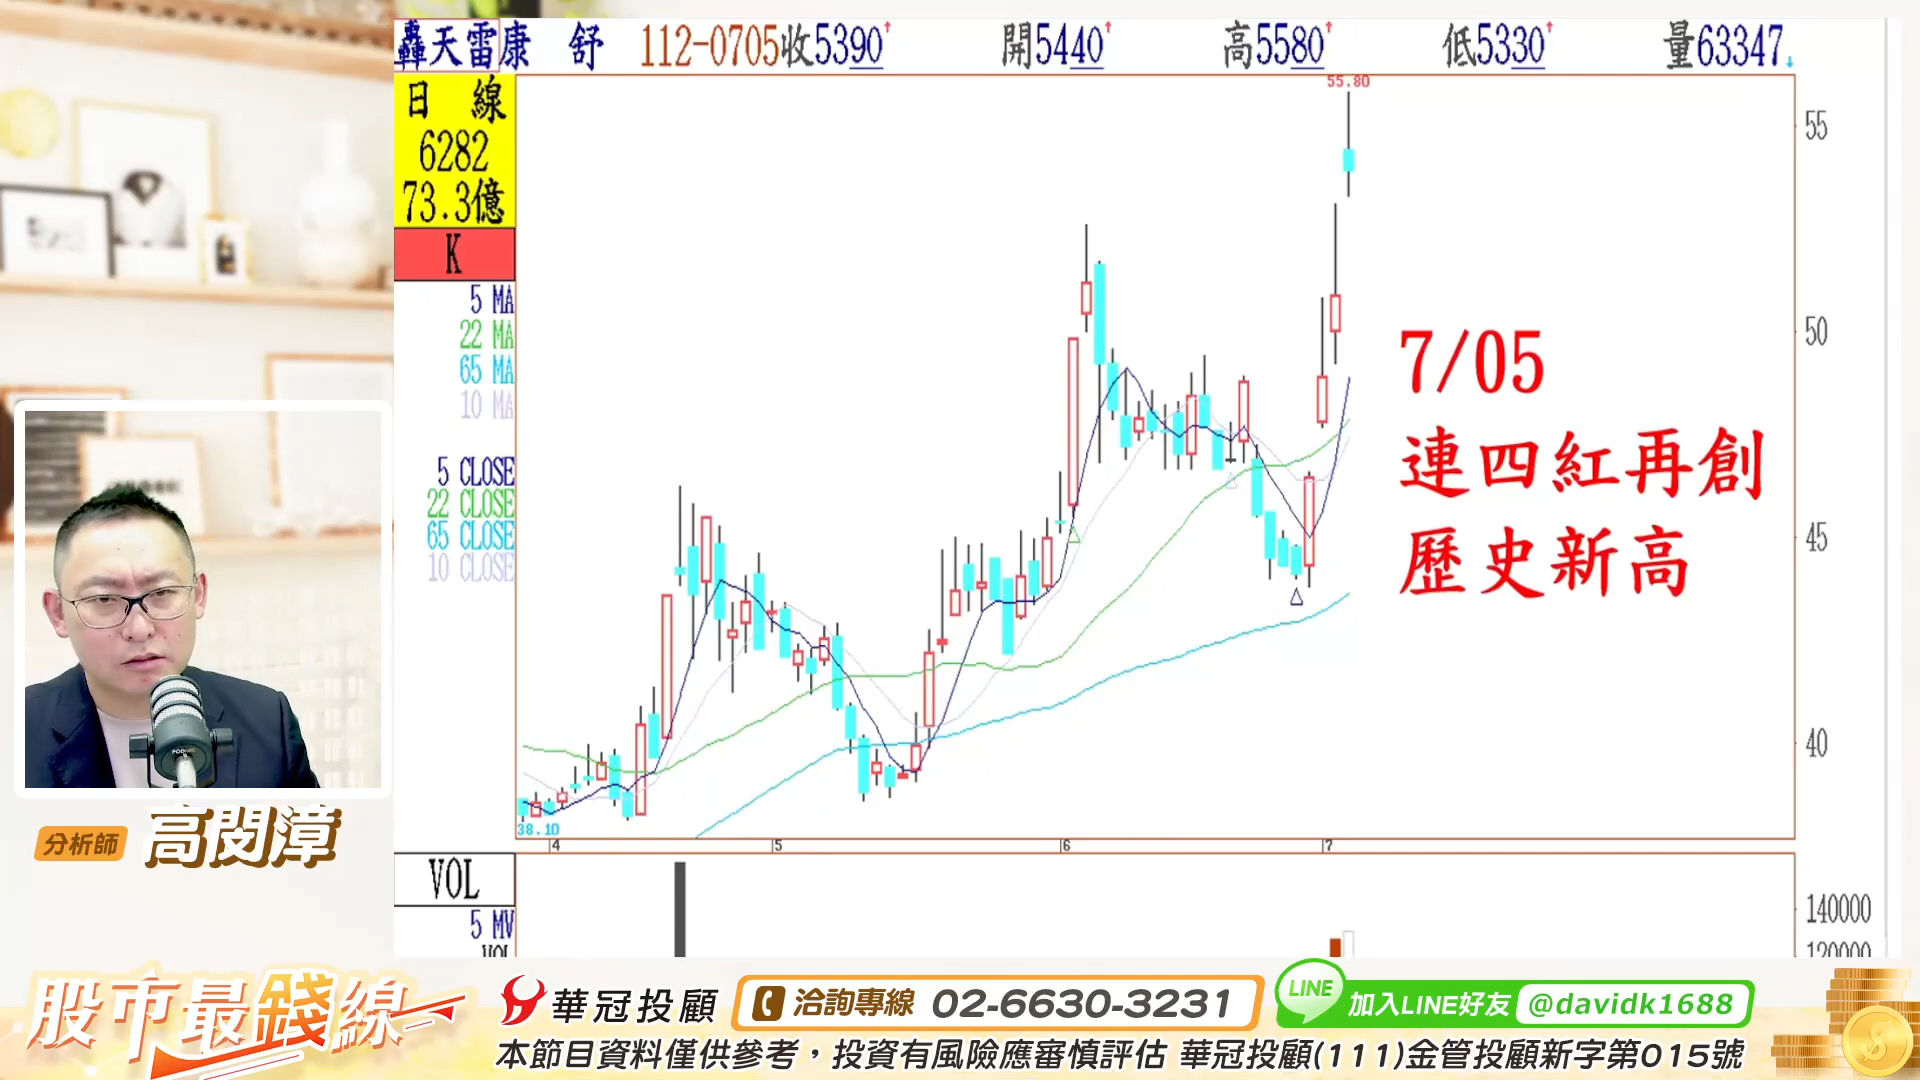 轟天雷康 舒 112-0705收5390↑ 開5440↑ 高5580↑ 低5330↑ 量63347↓
日 線
6282
73.3億
K
5 MA
22 MA
65 MA
10 MA
5 CLOSE
22 CLOSE
65 CLOSE
10 CLOSE
55.80
55
50
45
40
7/05
連四紅再創
歷史新高
38.10
4 5 6 7
VOL
5 MV
VOL
140000
120000
PODMIC
分析師 高閔漳
股市最錢線
華冠投顧 洽詢專線 02-6630-3231 LINE 加入LINE好友 @davidk1688
本節目資料僅供參考，投資有風險應審慎評估 華冠投顧(111)金管投顧新字第015號